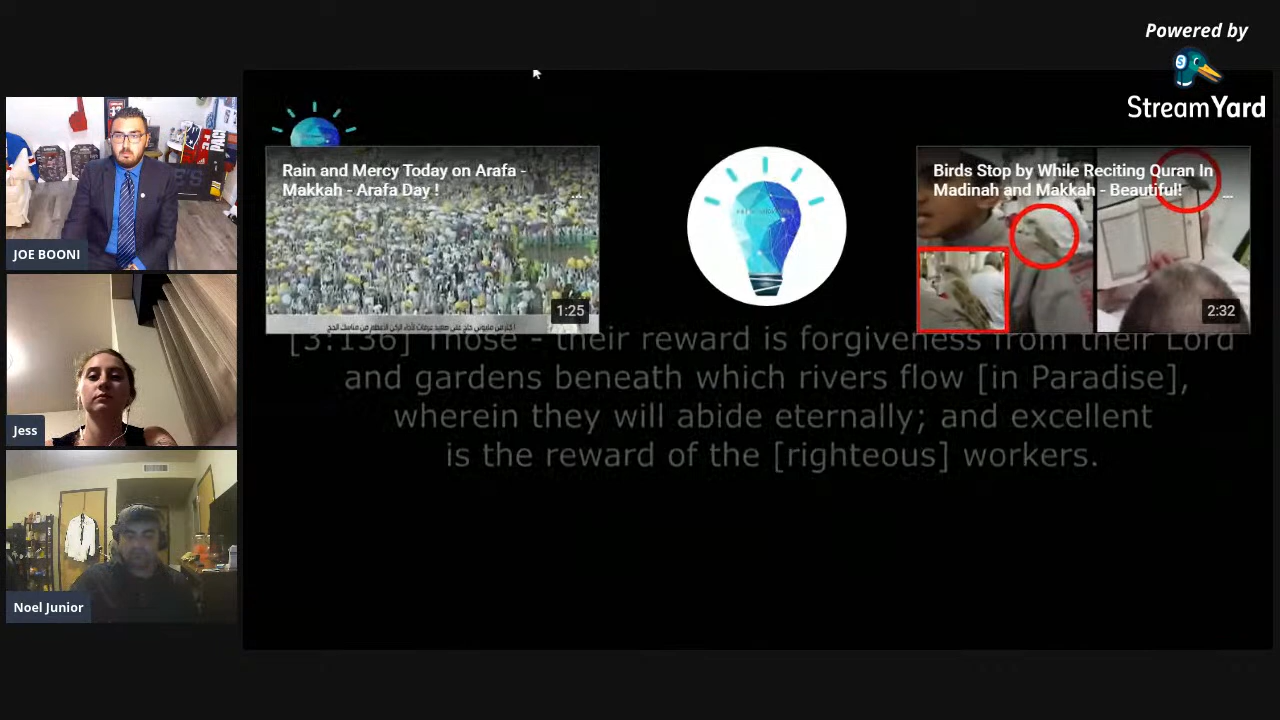 Powered by
StreamYard
JOE BOONI
Jess
Noel Junior
Rain and Mercy Today on Arafa -
Makkah - Arafa Day !
...
1:25
Birds Stop by While Reciting Quran In
Madinah and Makkah - Beautiful!
...
2:32
[3:136] Those - their reward is forgiveness from their Lord
and gardens beneath which rivers flow [in Paradise],
wherein they will abide eternally; and excellent
is the reward of the [righteous] workers.